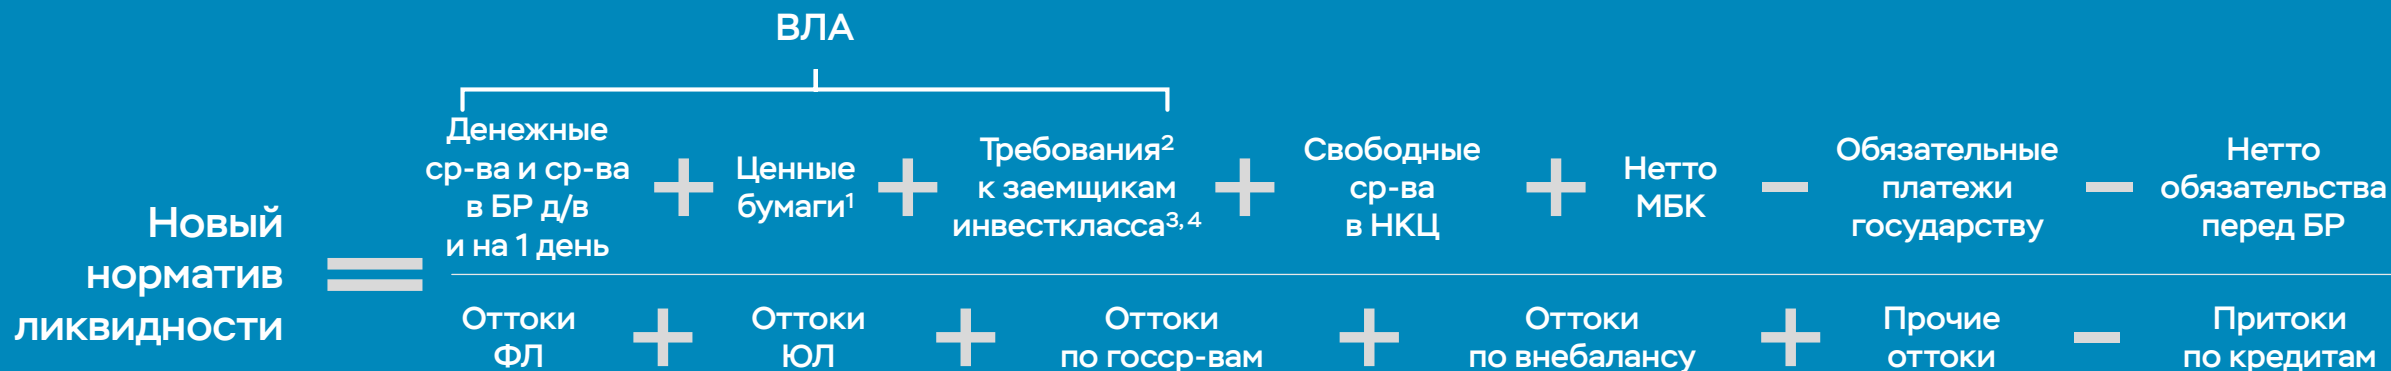 ВЛА
Новый
норматив
ликвидности
=
Денежные
ср-ва и ср-ва
в БР д/в
и на 1 день
+
Ценные
бумаги¹
+
Требования²
к заемщикам
инвесткласса³,⁴
+
Свободные
ср-ва
в НКЦ
+
Нетто
МБК
−
Обязательные
платежи
государству
−
Нетто
обязательства
перед БР
Оттоки
ФЛ
+
Оттоки
ЮЛ
+
Оттоки
по госср-вам
+
Оттоки
по внебалансу
+
Прочие
оттоки
−
Притоки
по кредитам